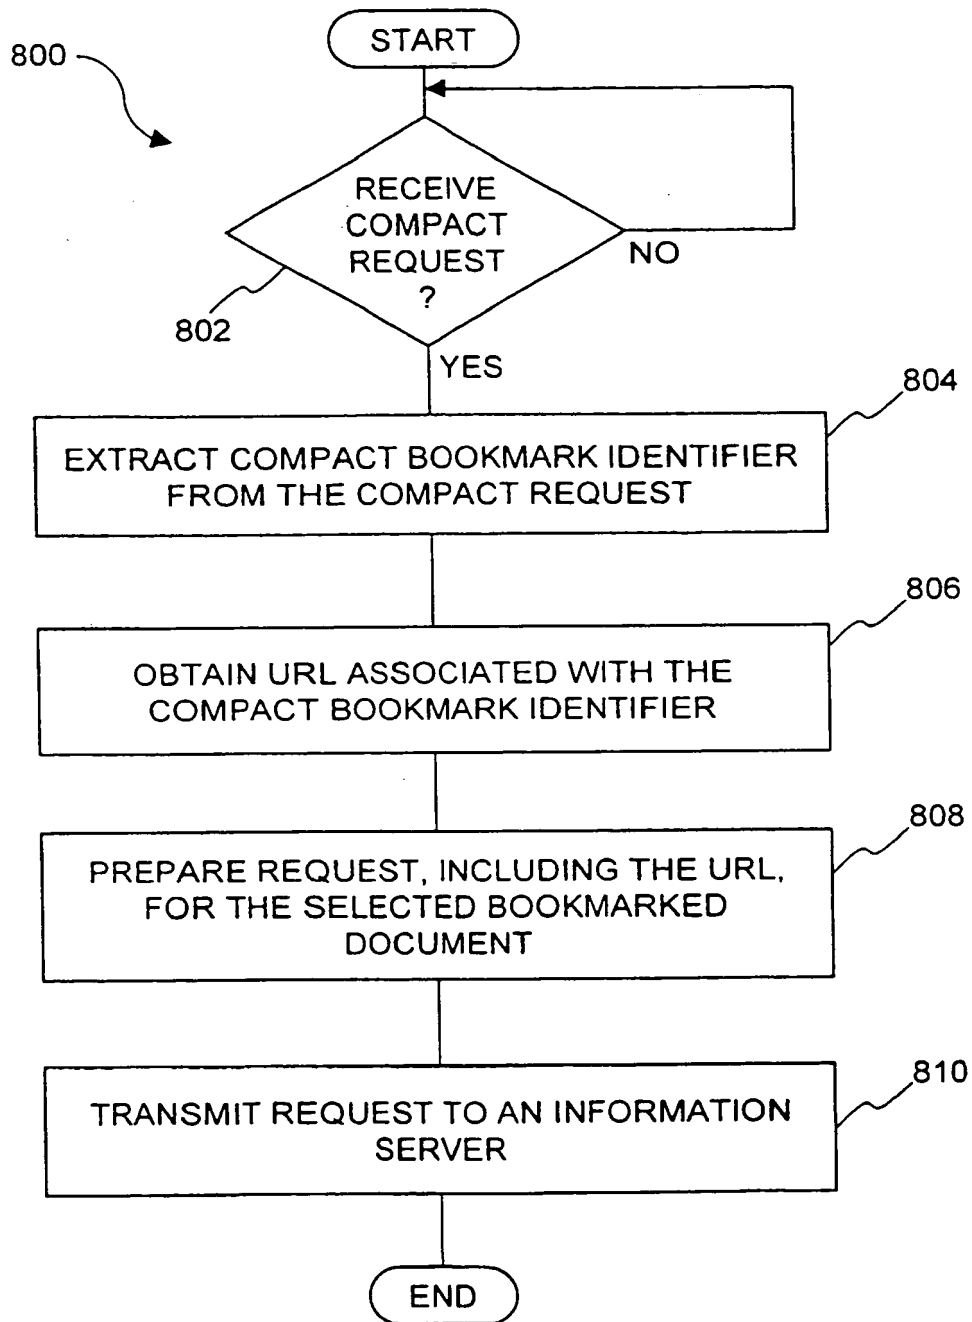 START
800
RECEIVE
COMPACT
REQUEST
?
NO
802
YES
804
EXTRACT COMPACT BOOKMARK IDENTIFIER
FROM THE COMPACT REQUEST
806
OBTAIN URL ASSOCIATED WITH THE
COMPACT BOOKMARK IDENTIFIER
808
PREPARE REQUEST, INCLUDING THE URL,
FOR THE SELECTED BOOKMARKED
DOCUMENT
810
TRANSMIT REQUEST TO AN INFORMATION
SERVER
END